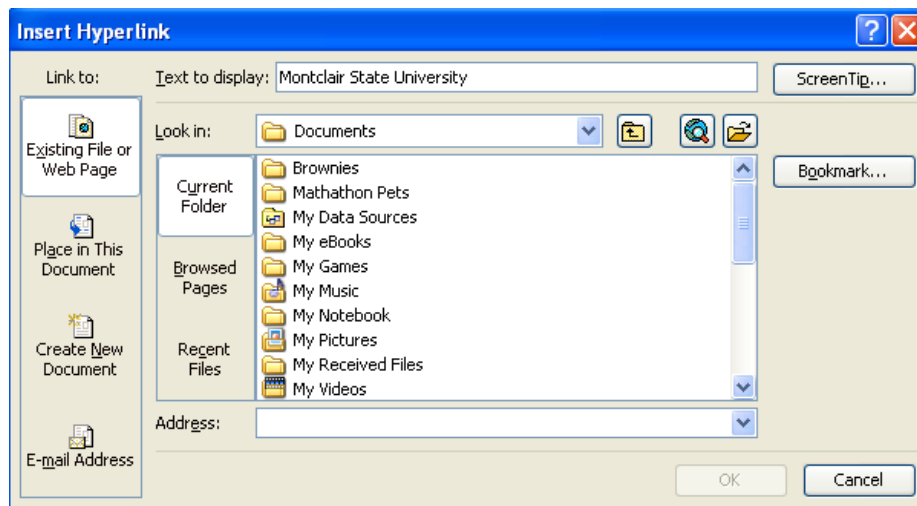 Insert Hyperlink
Link to:
Text to display: Montclair State University
ScreenTip...
Existing File or
Web Page
Look in: Documents
Current
Folder
Brownies
Mathathon Pets
My Data Sources
My eBooks
My Games
My Music
My Notebook
My Pictures
My Received Files
My Videos
Bookmark...
Place in This
Document
Browsed
Pages
Create New
Document
Recent
Files
E-mail Address
Address:
OK
Cancel